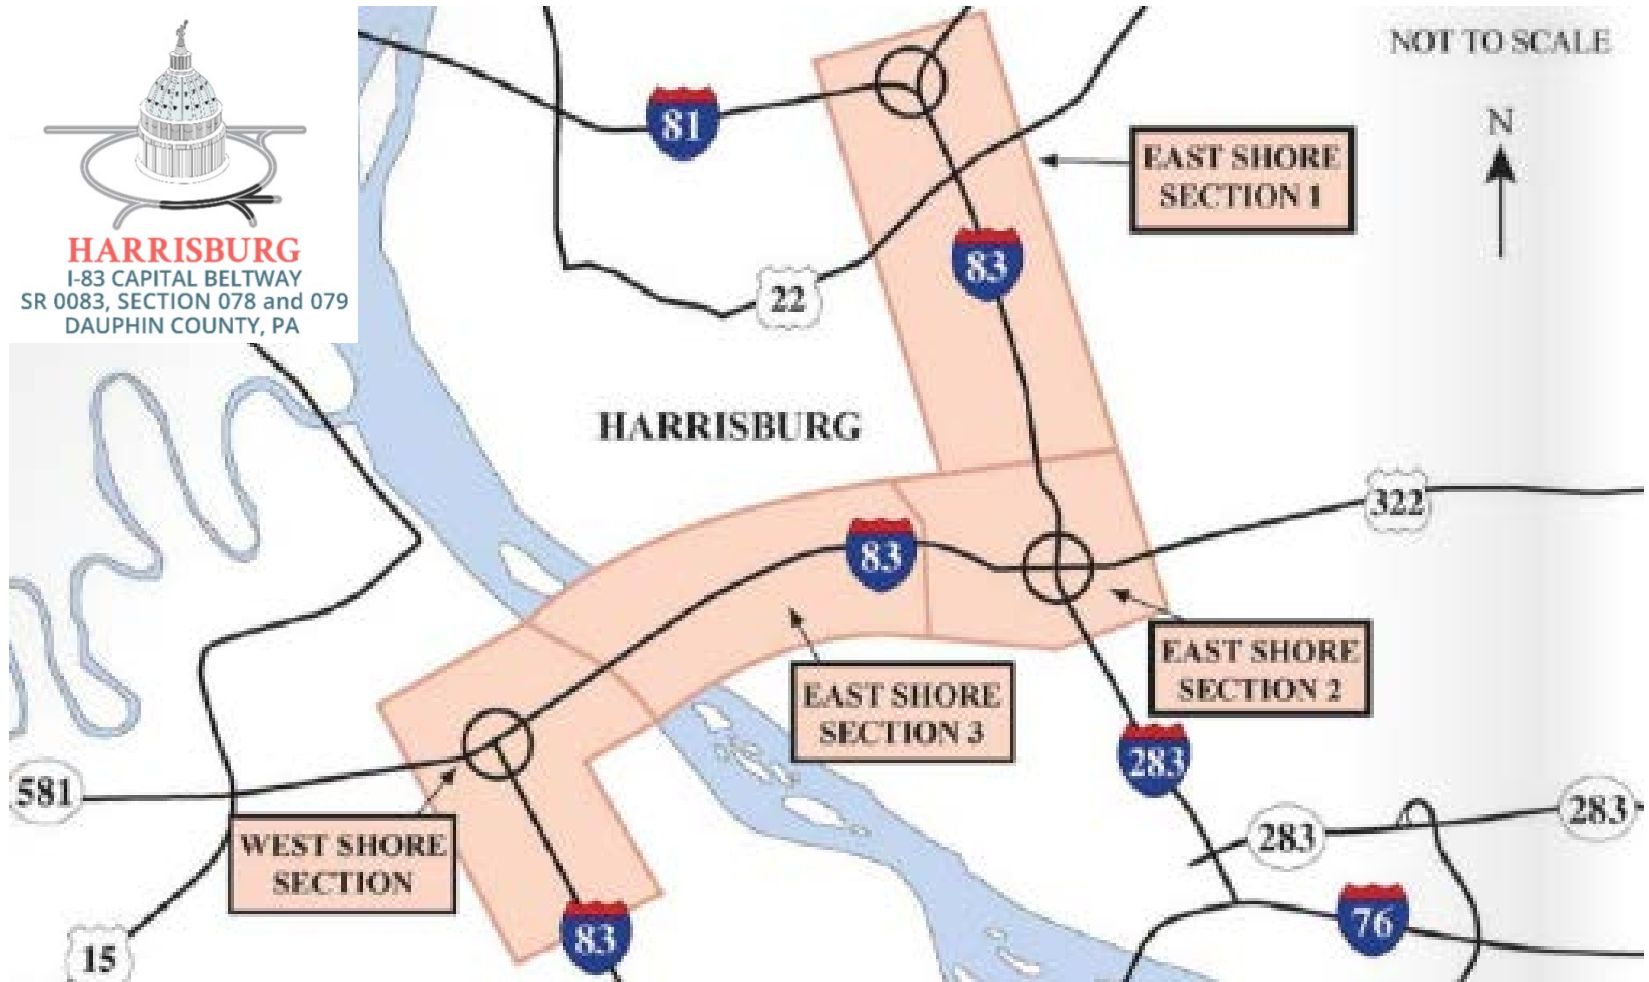 HARRISBURG
I-83 CAPITAL BELTWAY
SR 0083, SECTION 078 and 079
DAUPHIN COUNTY, PA
NOT TO SCALE
N
81
EAST SHORE
SECTION 1
83
22
HARRISBURG
322
83
EAST SHORE
SECTION 2
EAST SHORE
SECTION 3
283
581
283
283
WEST SHORE
SECTION
76
83
15